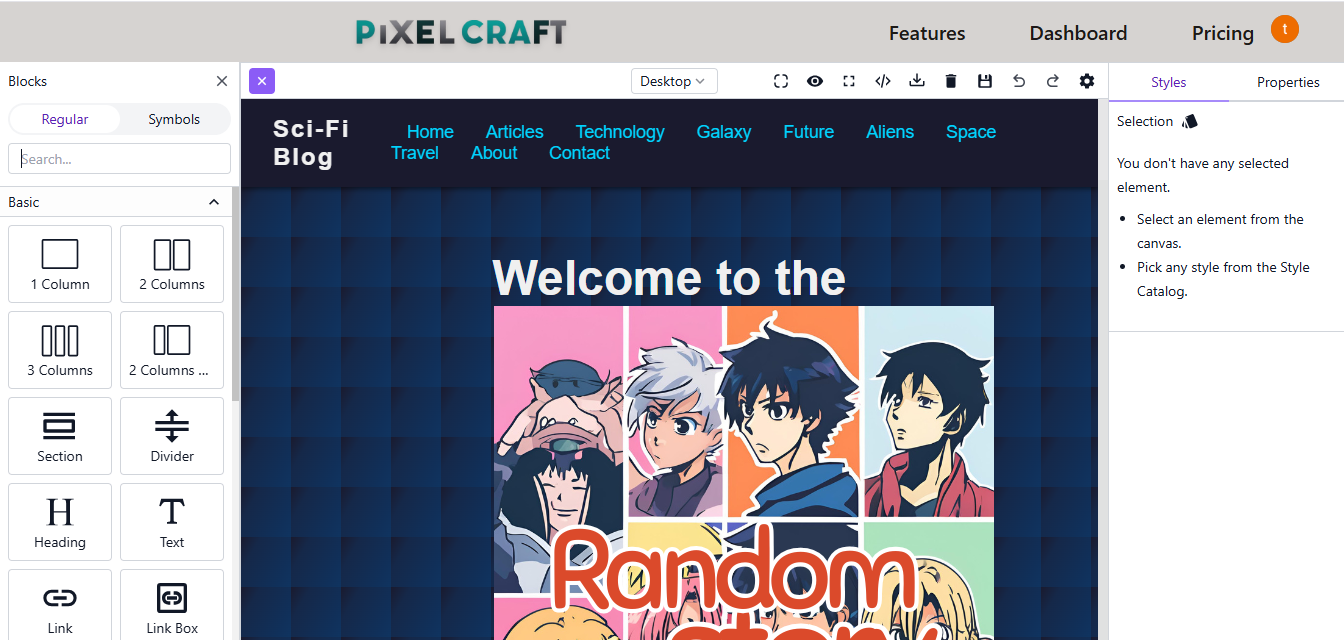 PiXEL CRAFT
Features
Dashboard
Pricing
t
Blocks
Regular
Symbols
Search...
Basic
1 Column
2 Columns
3 Columns
2 Columns ...
Section
Divider
Heading
Text
Link
Link Box
Desktop
Sci-Fi
Blog
Home Articles Technology Galaxy Future Aliens Space
Travel About Contact
Welcome to the
Random
story
Styles
Properties
Selection
You don't have any selected
element.
Select an element from the
canvas.
Pick any style from the Style
Catalog.